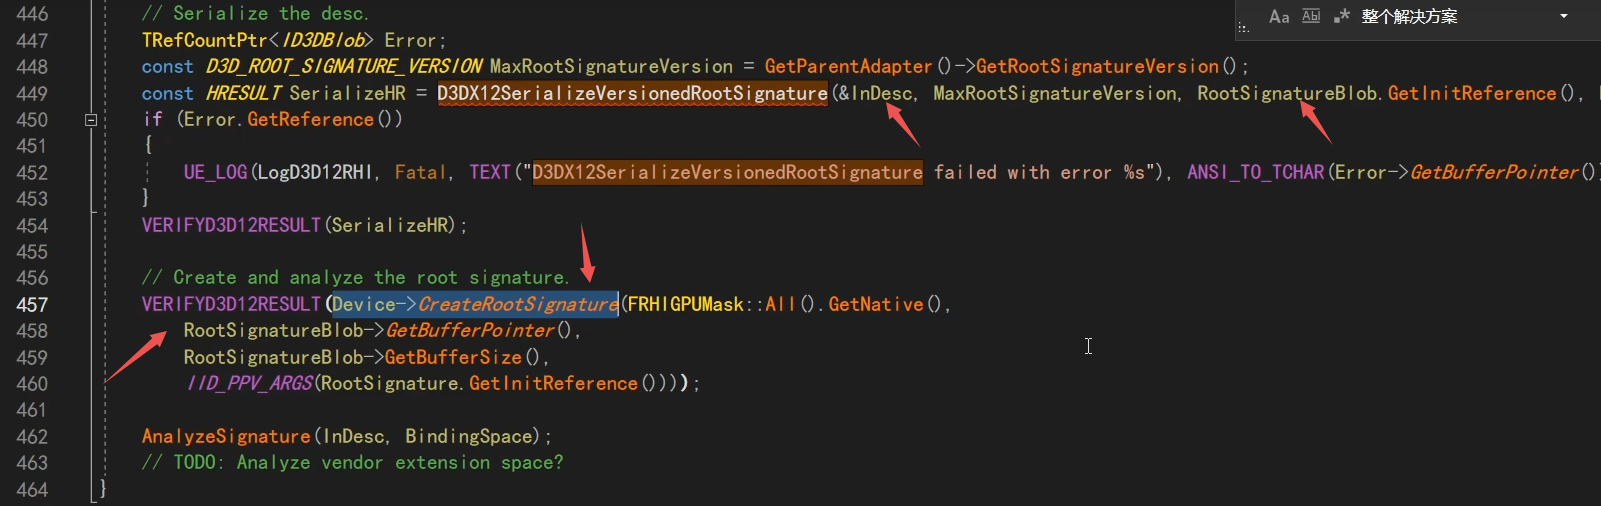 Aa Abl .* 整个解决方案
446 // Serialize the desc.
447 TRefCountPtr<ID3DBlob> Error;
448 const D3D_ROOT_SIGNATURE_VERSION MaxRootSignatureVersion = GetParentAdapter()->GetRootSignatureVersion();
449 const HRESULT SerializeHR = D3DX12SerializeVersionedRootSignature(&InDesc, MaxRootSignatureVersion, RootSignatureBlob.GetInitReference(),
450 if (Error.GetReference())
451 {
452 UE_LOG(LogD3D12RHI, Fatal, TEXT("D3DX12SerializeVersionedRootSignature failed with error %s"), ANSI_TO_TCHAR(Error->GetBufferPointer()
453 }
454 VERIFYD3D12RESULT(SerializeHR);
455
456 // Create and analyze the root signature.
457 VERIFYD3D12RESULT(Device->CreateRootSignature(FRHIGPUMask::All().GetNative(),
458 RootSignatureBlob->GetBufferPointer(),
459 RootSignatureBlob->GetBufferSize(),
460 IID_PPV_ARGS(RootSignature.GetInitReference())));
461
462 AnalyzeSignature(InDesc, BindingSpace);
463 // TODO: Analyze vendor extension space?
464 }